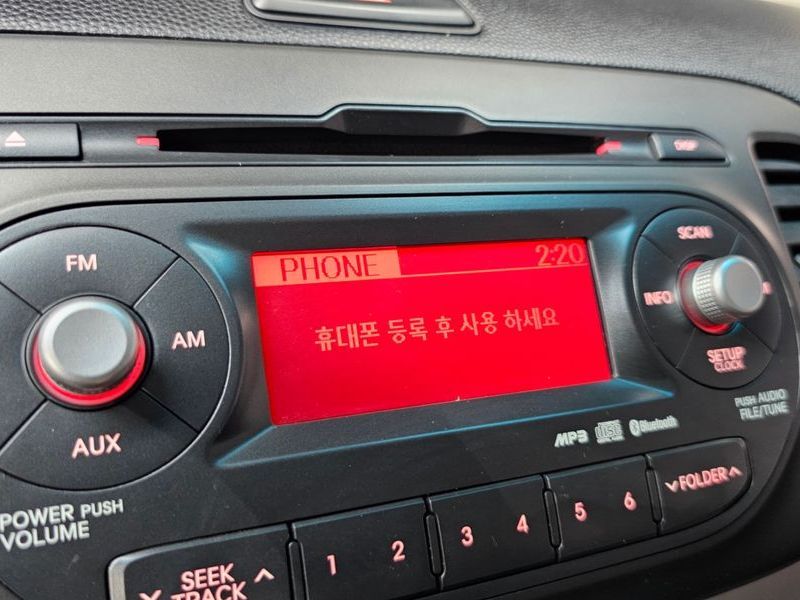 DISP
FM
AM
AUX
POWER PUSH
VOLUME
PHONE 2:20
휴대폰 등록 후 사용 하세요
SCAN
INFO
SETUP
CLOCK
PUSH AUDIO
FILE/TUNE
MP3 Bluetooth
SEEK
TRACK
1 2 3 4 5 6
FOLDER